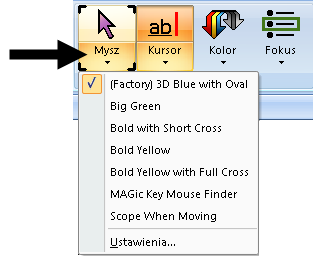 ab
Mysz Kursor Kolor Fokus
(Factory) 3D Blue with Oval
Big Green
Bold with Short Cross
Bold Yellow
Bold Yellow with Full Cross
MAGic Key Mouse Finder
Scope When Moving
Ustawienia...